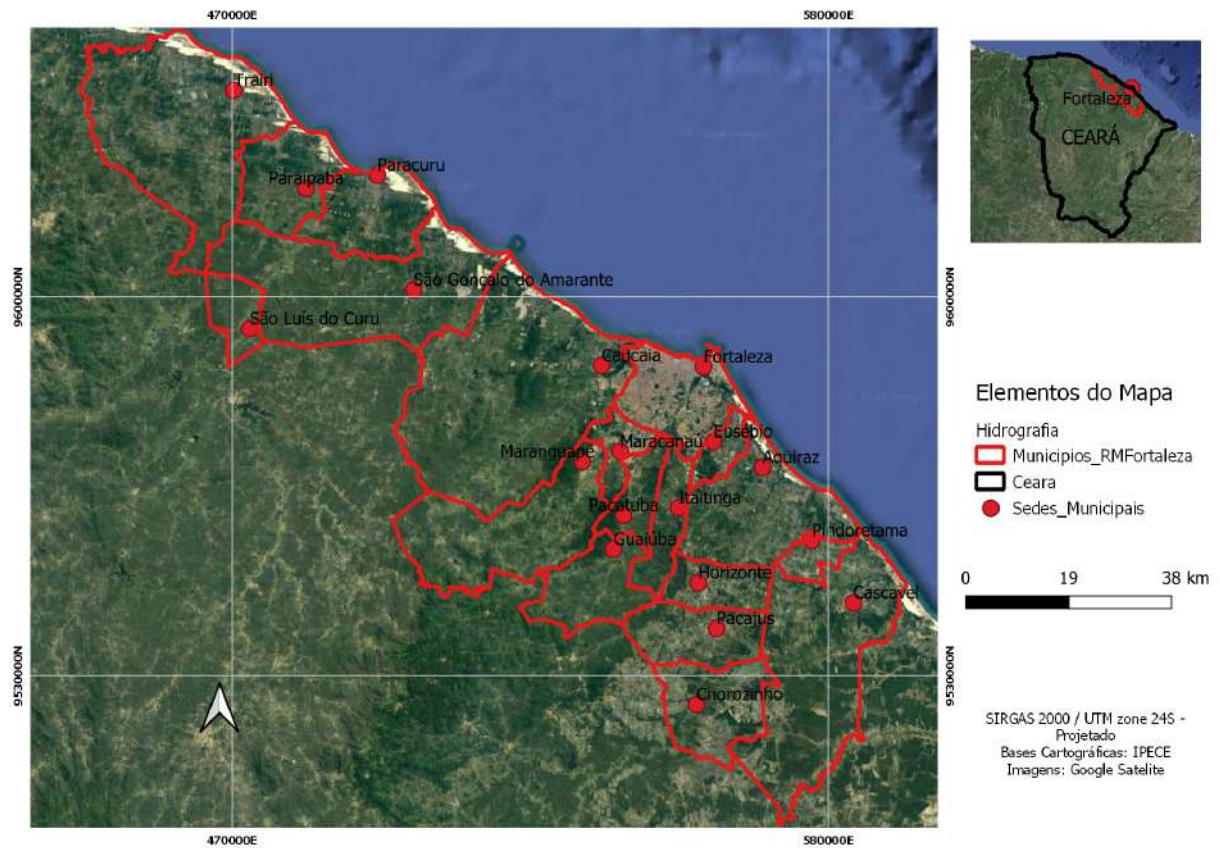 470000E
580000E
Trairi
Paracuru
Paraipaba
São Gonçalo do Amarante
São Luís do Curu
Caucaia
Fortaleza
Maracanaú
Eusébio
Maranguape
Aquiraz
Pacatuba
Itaitinga
Guaiúba
Pindoretama
Horizonte
Cascavel
Pacajus
Chorozinho
9600000N
9600000N
9530000N
9530000N
470000E
580000E
Fortaleza
CEARÁ
Elementos do Mapa
Hidrografia
Municipios_RMFortaleza
Ceara
Sedes_Municipais
0 19 38 km
SIRGAS 2000 / UTM zone 24S -
Projetado
Bases Cartográficas: IPECE
Imagens: Google Satelite